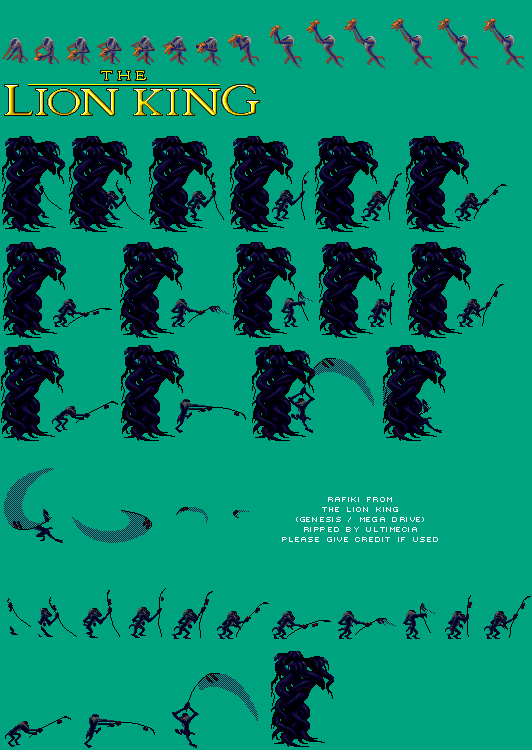 THE
LION KING
RAFIKI FROM
THE LION KING
(GENESIS / MEGA DRIVE)
RIPPED BY ULTIMECIA
PLEASE GIVE CREDIT IF USED